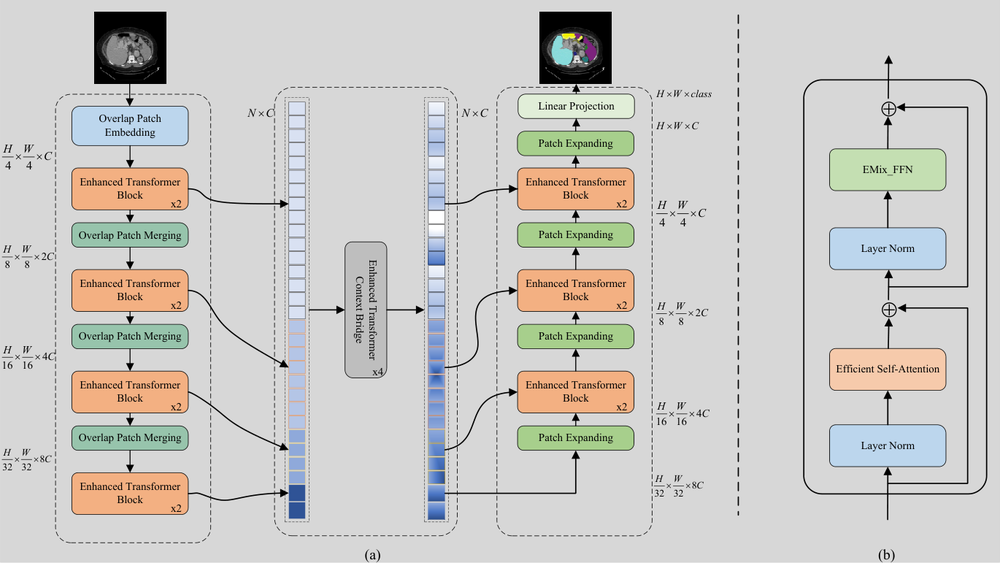 Overlap Patch
Embedding
H/4 × W/4 × C
Enhanced Transformer
Block
x2
Overlap Patch Merging
H/8 × W/8 × 2C
Enhanced Transformer
Block
x2
Overlap Patch Merging
H/16 × W/16 × 4C
Enhanced Transformer
Block
x2
Overlap Patch Merging
H/32 × W/32 × 8C
Enhanced Transformer
Block
x2
N×C
Enhanced Transformer
Context Bridge
x4
N×C
H×W×class
Linear Projection
H×W×C
Patch Expanding
Enhanced Transformer
Block
x2
H/4 × W/4 × C
Patch Expanding
Enhanced Transformer
Block
x2
H/8 × W/8 × 2C
Patch Expanding
Enhanced Transformer
Block
x2
H/16 × W/16 × 4C
Patch Expanding
H/32 × W/32 × 8C
(a)
EMix_FFN
Layer Norm
Efficient Self-Attention
Layer Norm
(b)